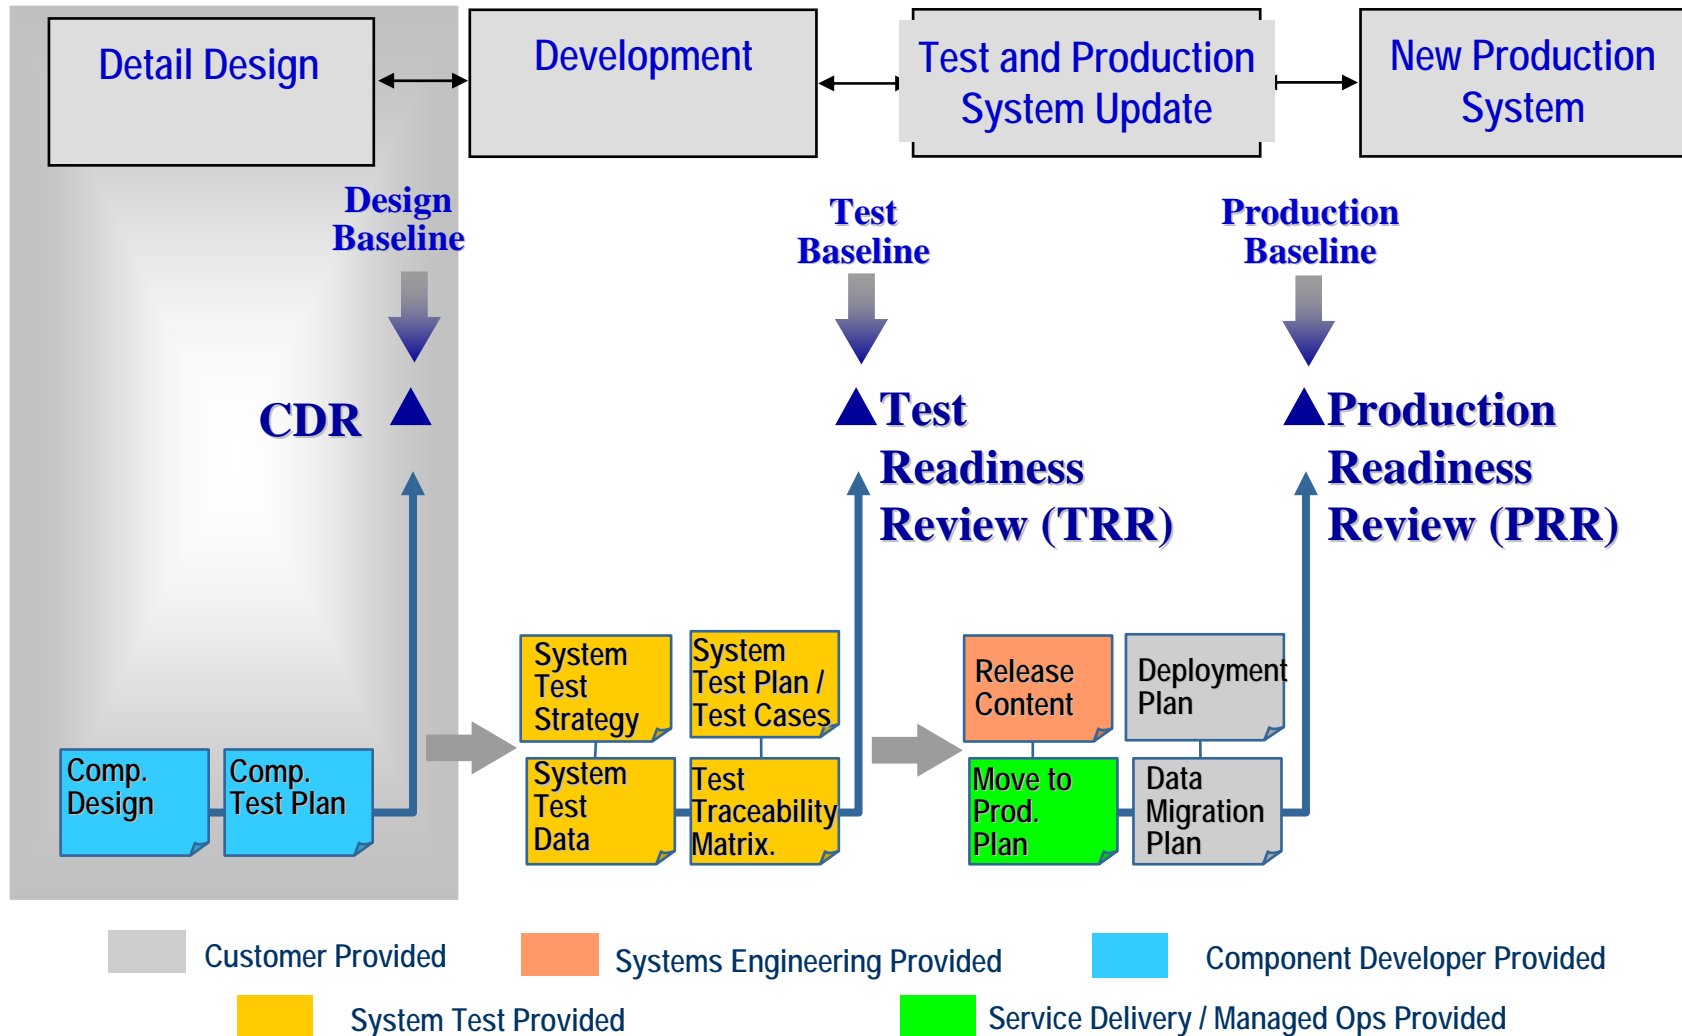 Detail Design
Development
Test and Production
System Update
New Production
System
Design
Baseline
Test
Baseline
Production
Baseline
CDR
Test
Readiness
Review (TRR)
Production
Readiness
Review (PRR)
Comp.
Design
Comp.
Test Plan
System
Test
Strategy
System
Test Plan /
Test Cases
System
Test
Data
Test
Traceability
Matrix.
Release
Content
Deployment
Plan
Move to
Prod.
Plan
Data
Migration
Plan
Customer Provided
Systems Engineering Provided
Component Developer Provided
System Test Provided
Service Delivery / Managed Ops Provided